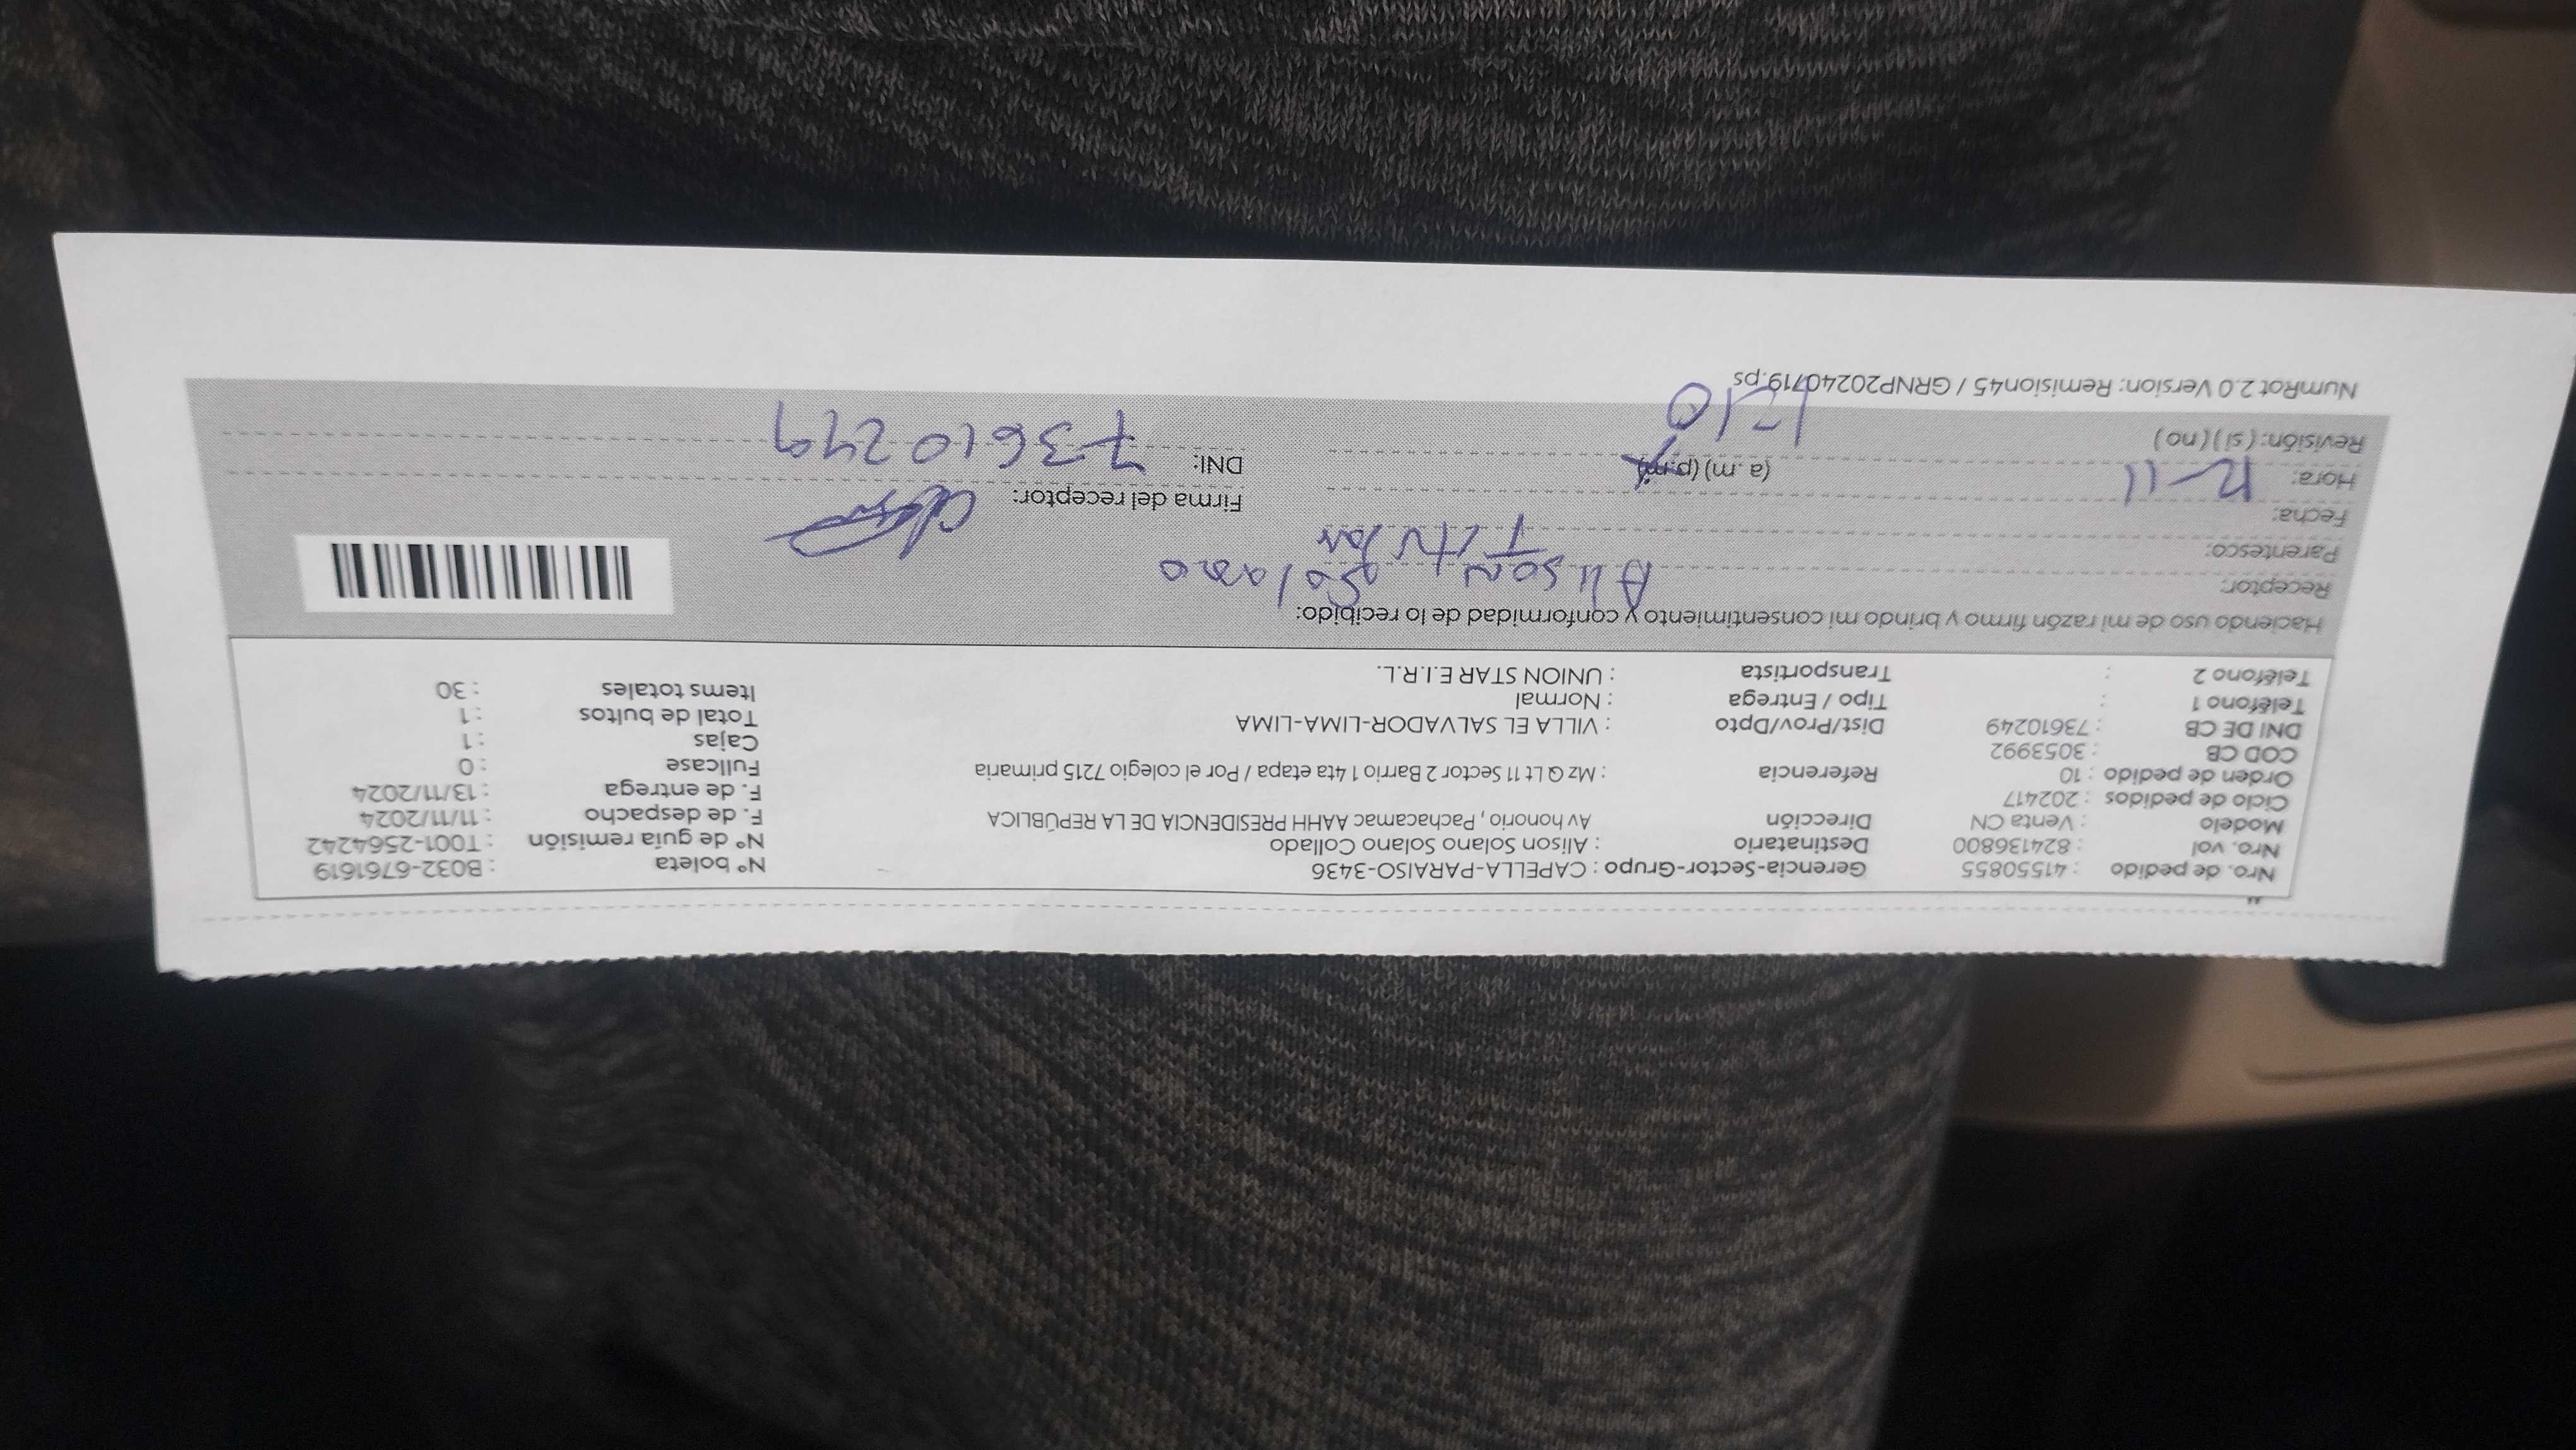 Nro. de pedido : 41550855 Gerencia-Sector-Grupo : CAPELLA-PARAISO-3436 N° boleta : B032-6761619
Nro. vol : 824136800 Destinatario : Alison Solano Solano Collado N° de guía remisión : T001-2564242
Modelo : Venta CN Dirección Av honorio , Pachacamac AAHH PRESIDENCIA DE LA REPÚBLICA F. de despacho : 11/11/2024
Ciclo de pedidos : 202417 F. de entrega : 13/11/2024
Orden de pedido : 10 Referencia : Mz Q Lt 11 Sector 2 Barrio 1 4ta etapa / Por el colegio 7215 primaria Fullcase : 0
COD CB : 3053992 Cajas : 1
DNI DE CB : 73610249 Dist/Prov/Dpto : VILLA EL SALVADOR-LIMA-LIMA Total de bultos : 1
Teléfono 1 : Tipo / Entrega : Normal Items totales : 30
Teléfono 2 : Transportista : UNION STAR E.I.R.L.
Haciendo uso de mi razón firmo y brindo mi consentimiento y conformidad de lo recibido:
Receptor: Alison Solano
Parentesco: Titular
Fecha: Firma del receptor:
Hora: 12-11 (a.m) (p.m) DNI: 73610249
Revisión: ( si ) ( no )
NumRot 2.0 Version: Remision45 / GRNP20240719.ps